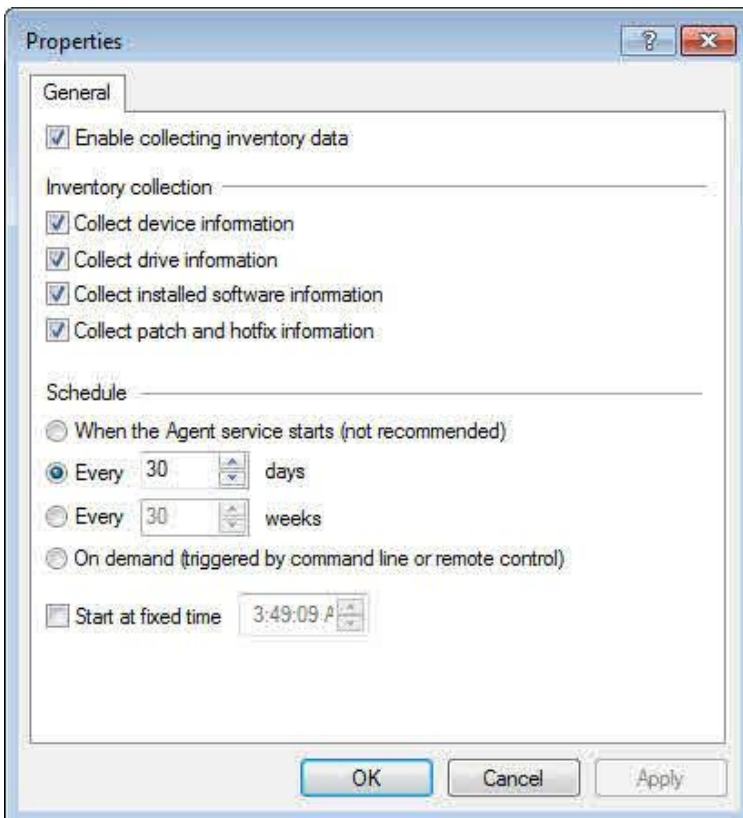 Properties
General
Enable collecting inventory data
Inventory collection
Collect device information
Collect drive information
Collect installed software information
Collect patch and hotfix information
Schedule
When the Agent service starts (not recommended)
Every 30 days
Every 30 weeks
On demand (triggered by command line or remote control)
Start at fixed time 3:49:09 A
OK Cancel Apply